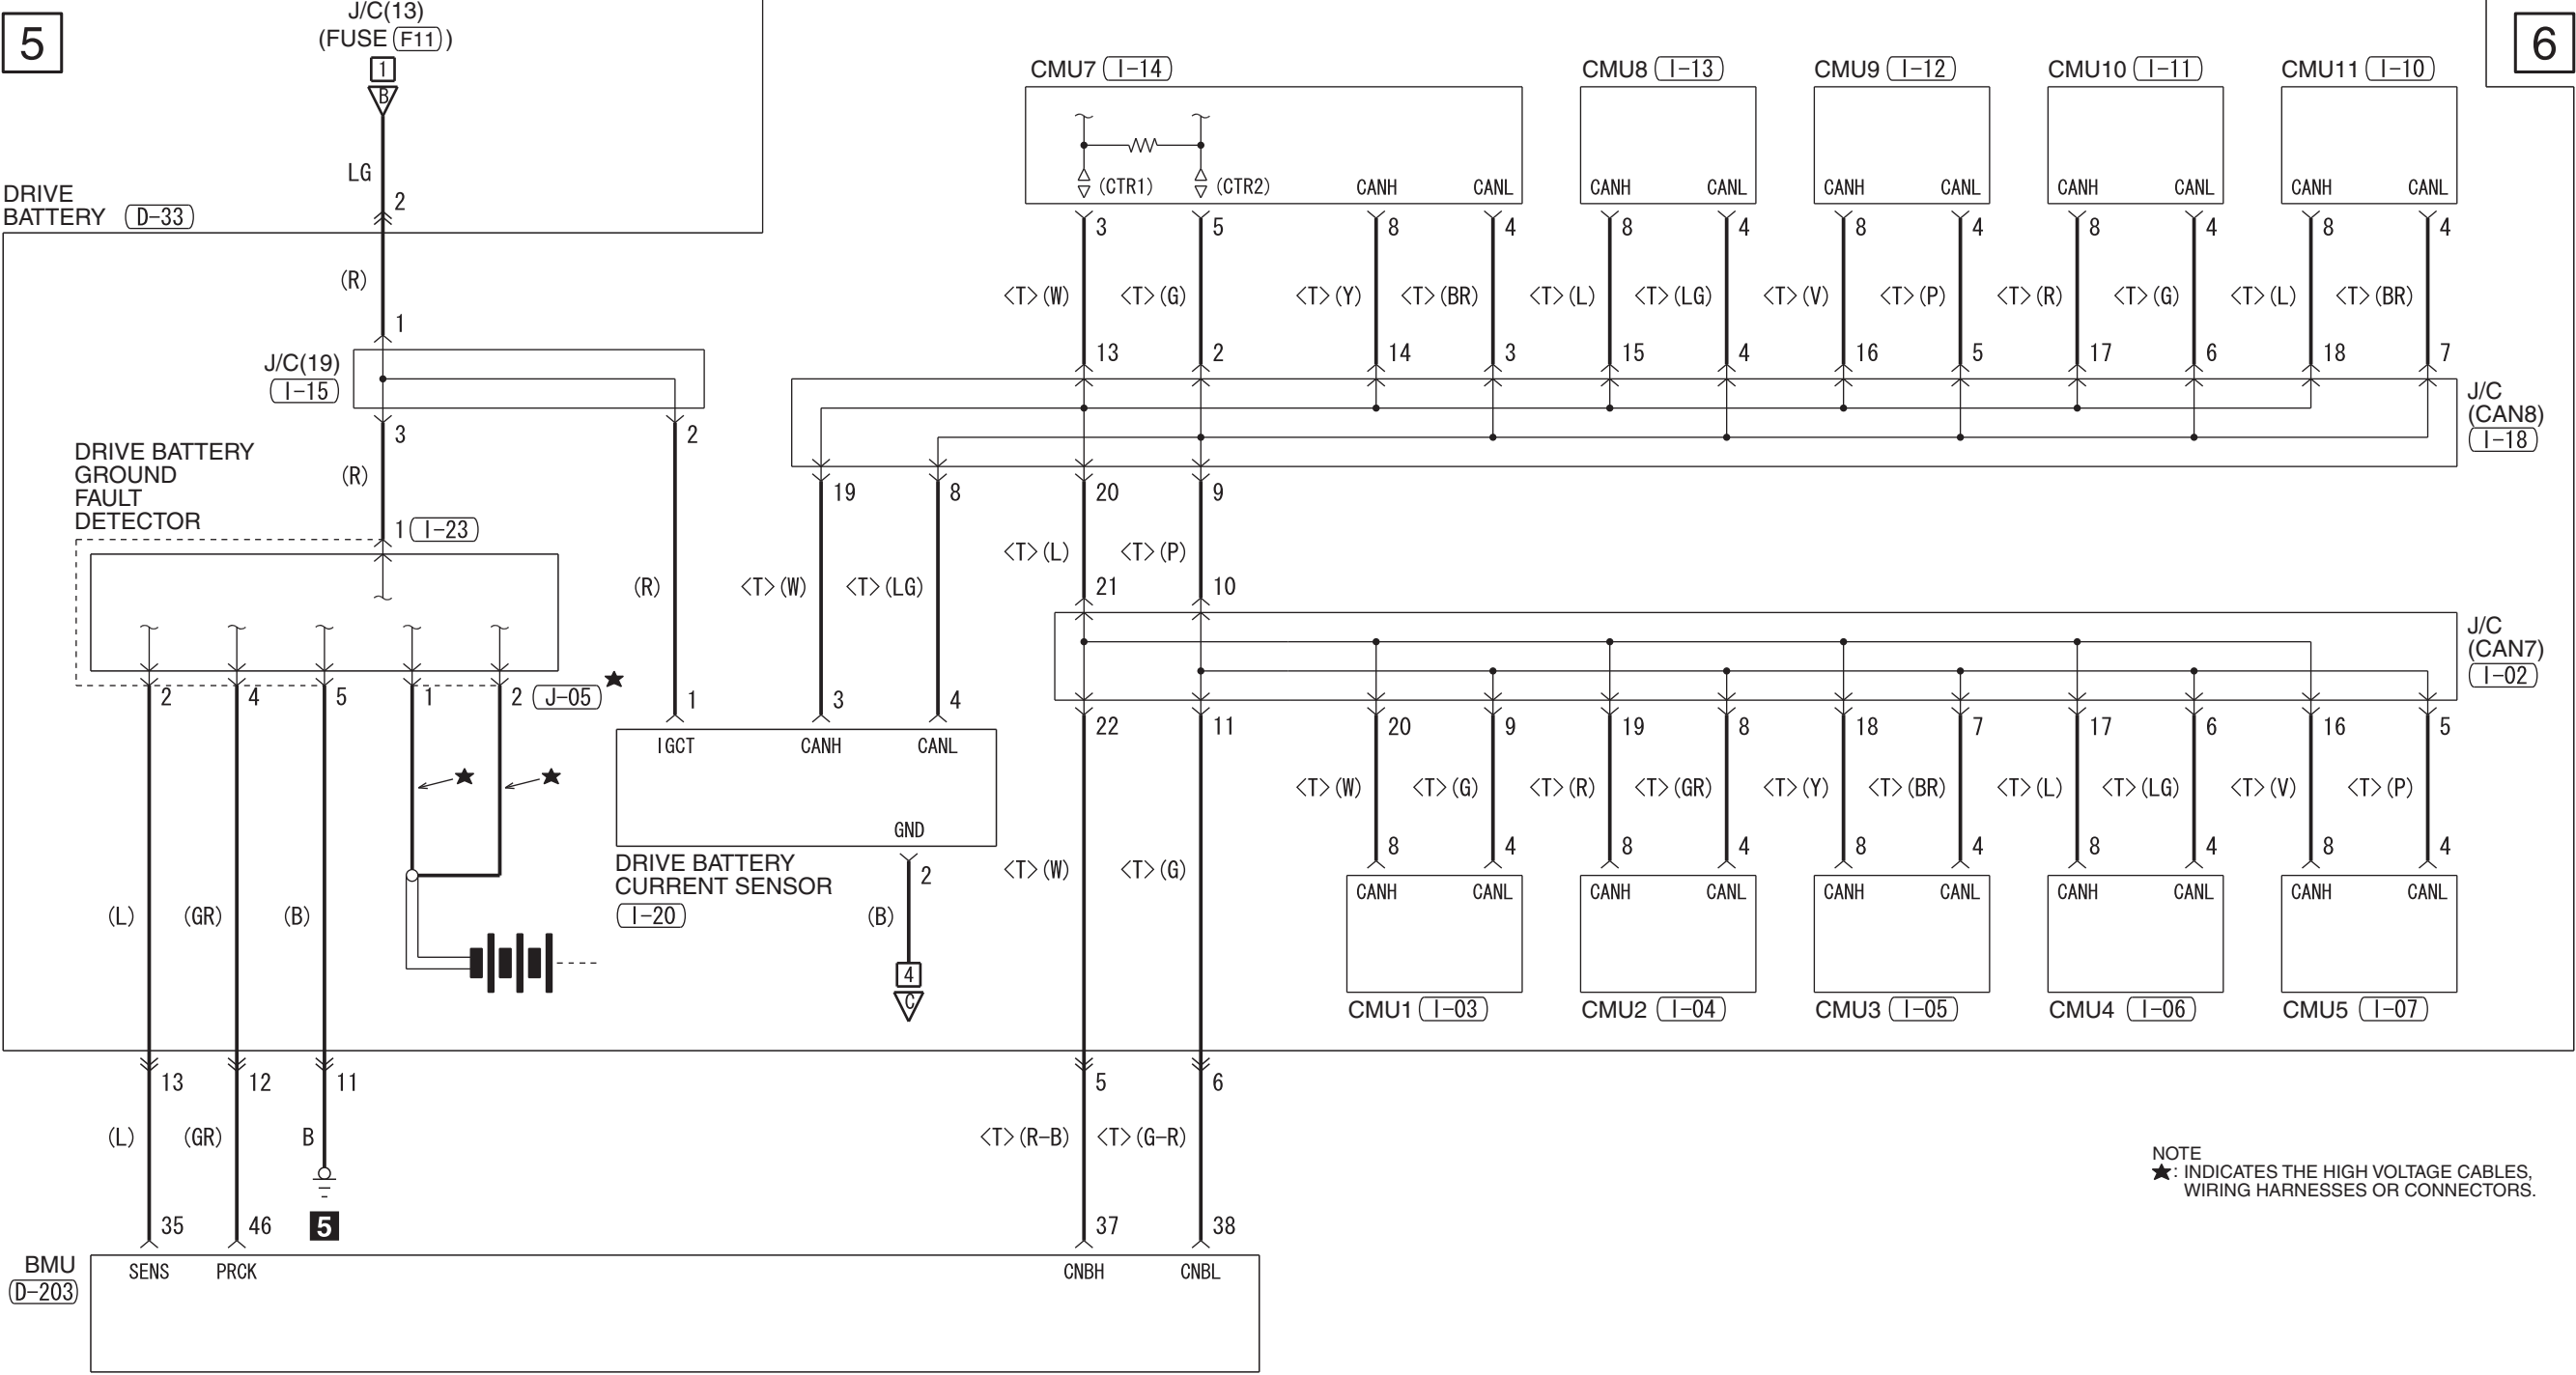 5
J/C(13)
(FUSE F11)
1
B
6
CMU7 I-14
CMU8 I-13
CMU9 I-12
CMU10 I-11
CMU11 I-10
(CTR1) (CTR2) CANH CANL
CANH CANL
CANH CANL
CANH CANL
CANH CANL
LG
2
DRIVE
BATTERY D-33
3 5 8 4 8 4 8 4 8 4 8 4
(R)
<T>(W) <T>(G) <T>(Y) <T>(BR) <T>(L) <T>(LG) <T>(V) <T>(P) <T>(R) <T>(G) <T>(L) <T>(BR)
1
13 2 14 3 15 4 16 5 17 6 18 7
J/C(19)
I-15
J/C
(CAN8)
I-18
3 2
DRIVE BATTERY
GROUND
FAULT
DETECTOR
(R)
19 8 20 9
1 I-23
<T>(L) <T>(P)
(R) <T>(W) <T>(LG)
21 10
J/C
(CAN7)
I-02
2 4 5 1 2 J-05 ★
1 3 4
22 11 20 9 19 8 18 7 17 6 16 5
IGCT CANH CANL
★ ★
<T>(W) <T>(G) <T>(R) <T>(GR) <T>(Y) <T>(BR) <T>(L) <T>(LG) <T>(V) <T>(P)
GND
8 4 8 4 8 4 8 4 8 4
DRIVE BATTERY
CURRENT SENSOR
I-20
2
<T>(W) <T>(G)
CANH CANL
CANH CANL
CANH CANL
CANH CANL
CANH CANL
(L) (GR) (B)
(B)
4
C
CMU1 I-03
CMU2 I-04
CMU3 I-05
CMU4 I-06
CMU5 I-07
13 12 11 5 6
(L) (GR) B <T>(R-B) <T>(G-R)
NOTE
★: INDICATES THE HIGH VOLTAGE CABLES,
WIRING HARNESSES OR CONNECTORS.
35 46 5 37 38
BMU
D-203
SENS PRCK CNBH CNBL